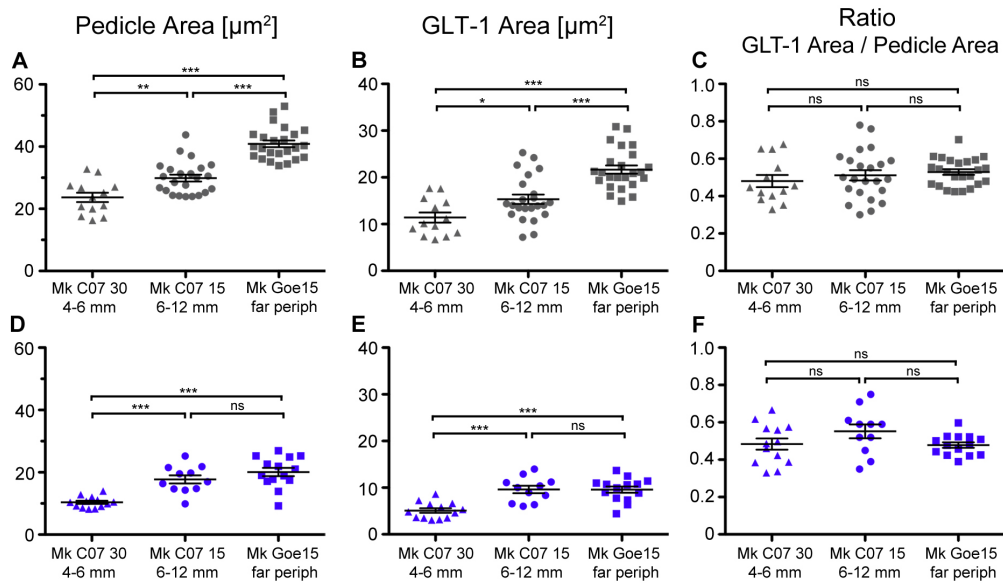 Pedicle Area [µm²]
GLT-1 Area [µm²]
Ratio
GLT-1 Area / Pedicle Area
A
***
**
***
60
40
20
0
Mk C07 30
4-6 mm
Mk C07 15
6-12 mm
Mk Goe15
far periph
B
***
*
***
40
30
20
10
0
Mk C07 30
4-6 mm
Mk C07 15
6-12 mm
Mk Goe15
far periph
C
ns
ns
ns
1.0
0.8
0.6
0.4
0.2
0
Mk C07 30
4-6 mm
Mk C07 15
6-12 mm
Mk Goe15
far periph
D
***
***
ns
60
40
20
0
Mk C07 30
4-6 mm
Mk C07 15
6-12 mm
Mk Goe15
far periph
E
***
***
ns
40
30
20
10
0
Mk C07 30
4-6 mm
Mk C07 15
6-12 mm
Mk Goe15
far periph
F
ns
ns
ns
1.0
0.8
0.6
0.4
0.2
0
Mk C07 30
4-6 mm
Mk C07 15
6-12 mm
Mk Goe15
far periph